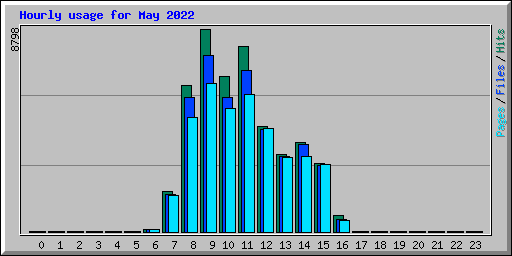 Hourly usage for May 2022
8798
Pages/Files/Hits
0 1 2 3 4 5 6 7 8 9 10 11 12 13 14 15 16 17 18 19 20 21 22 23